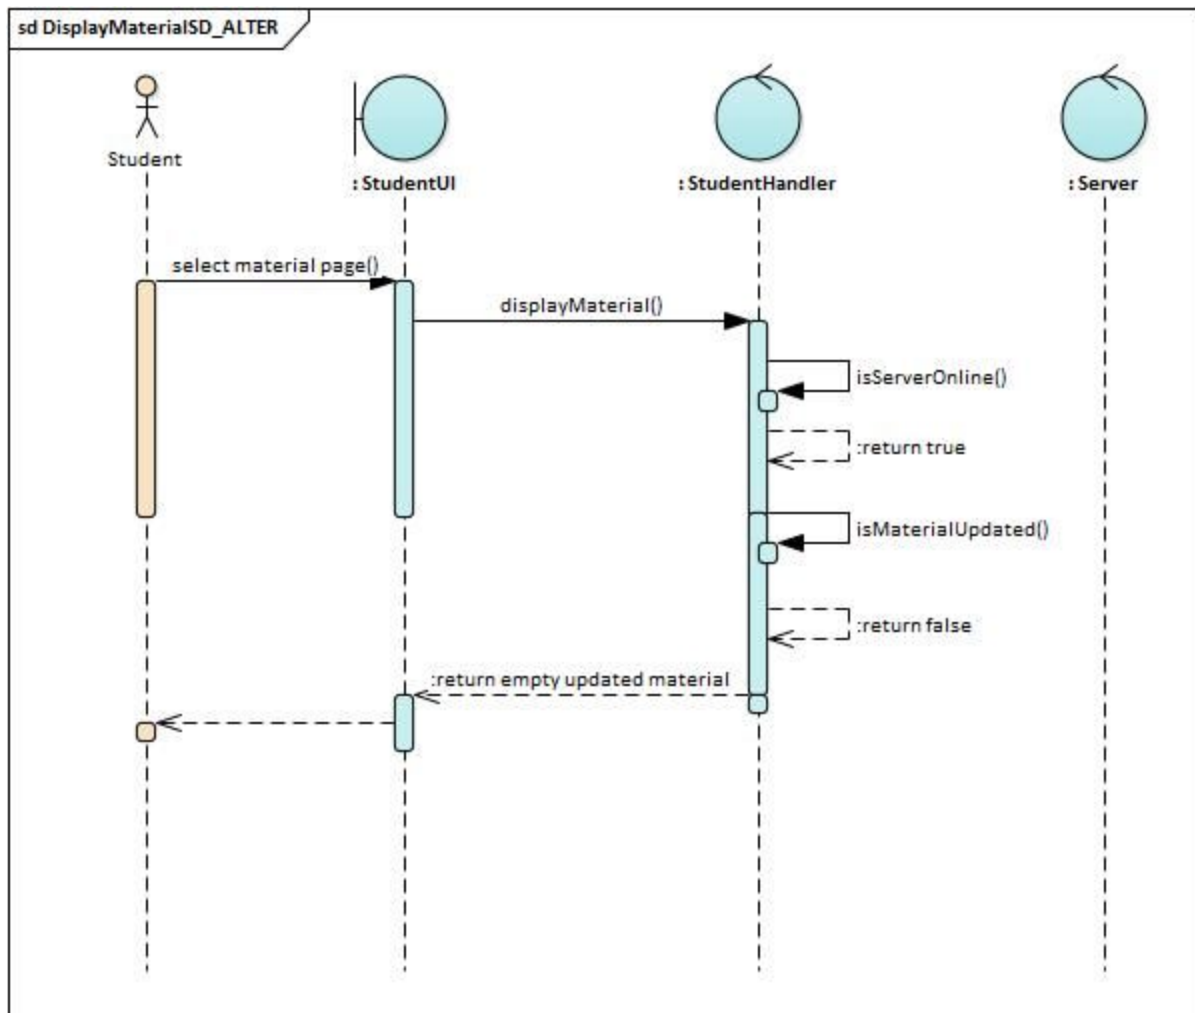 sd DisplayMaterialSD_ALTER
Student
: StudentUI
: StudentHandler
: Server
select material page()
displayMaterial()
isServerOnline()
:return true
isMaterialUpdated()
:return false
:return empty updated material